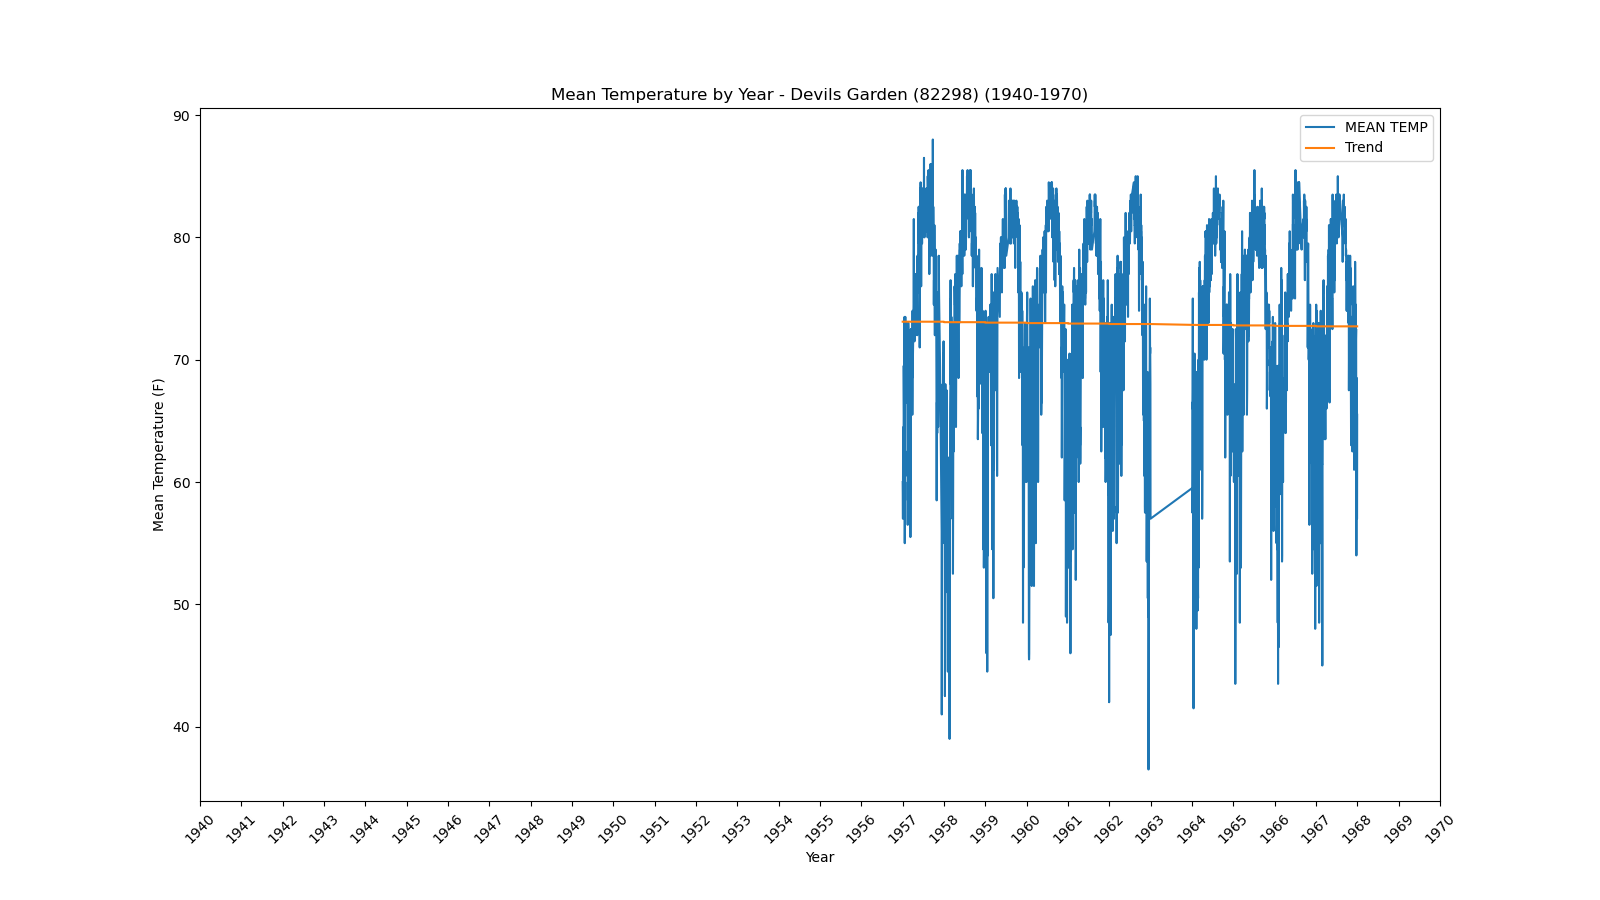 Mean Temperature by Year - Devils Garden (82298) (1940-1970)
MEAN TEMP
Trend
90
80
70
60
50
40
Mean Temperature (F)
1940 1941 1942 1943 1944 1945 1946 1947 1948 1949 1950 1951 1952 1953 1954 1955 1956 1957 1958 1959 1960 1961 1962 1963 1964 1965 1966 1967 1968 1969 1970
Year